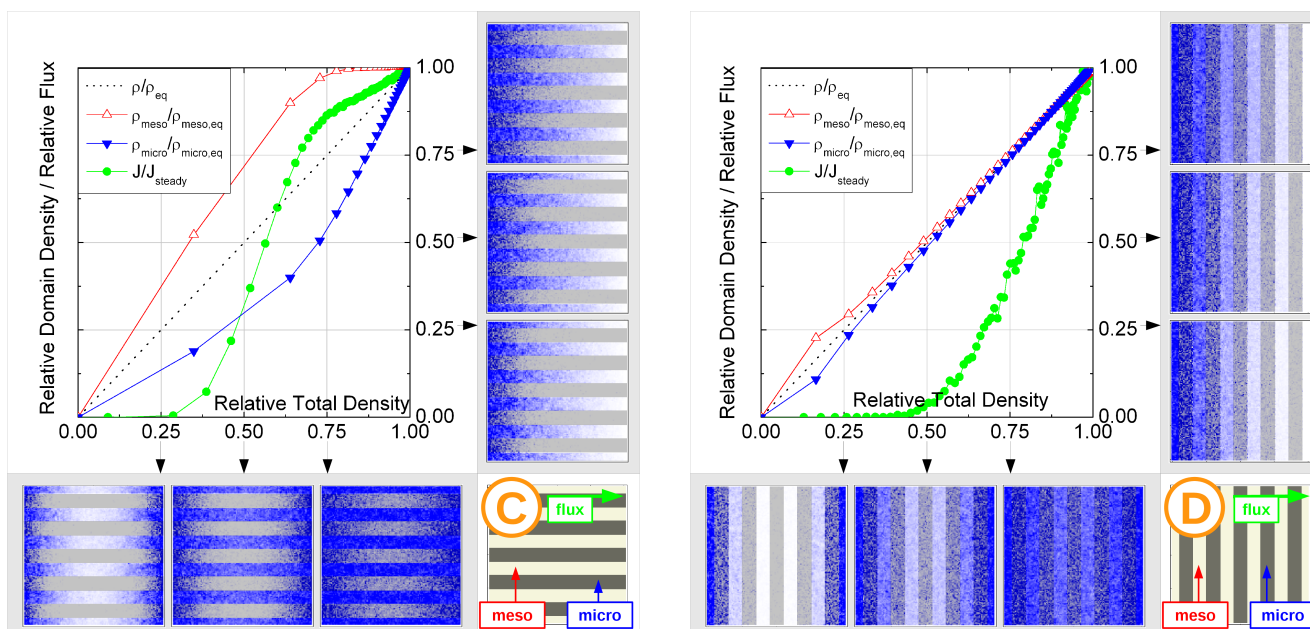 Relative Domain Density / Relative Flux
ρ/ρeq
ρmeso/ρmeso,eq
ρmicro/ρmicro,eq
J/Jsteady
1.00
0.75
0.50
0.25
0.00
Relative Total Density
0.00 0.25 0.50 0.75 1.00
C
flux
meso
micro
Relative Domain Density / Relative Flux
ρ/ρeq
ρmeso/ρmeso,eq
ρmicro/ρmicro,eq
J/Jsteady
1.00
0.75
0.50
0.25
0.00
Relative Total Density
0.00 0.25 0.50 0.75 1.00
D
flux
meso
micro